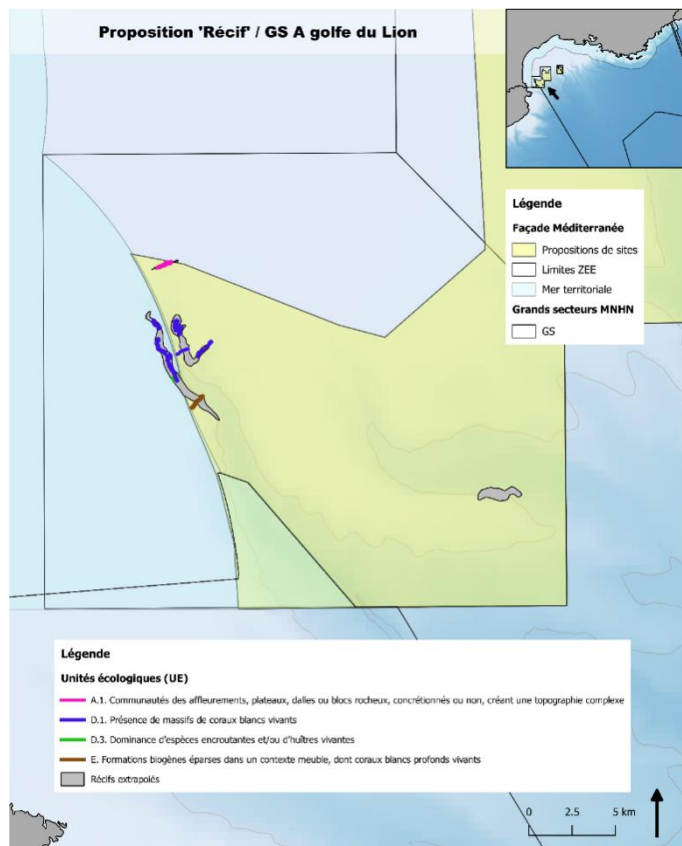 Proposition 'Récif' / GS A golfe du Lion
Légende
Façade Méditerranée
Propositions de sites
Limites ZEE
Mer territoriale
Grands secteurs MNHN
GS
Légende
Unités écologiques (UE)
A.1. Communautés des affleurements, plateaux, dalles ou blocs rocheux, concrétionnés ou non, créant une topographie complexe
D.1. Présence de massifs de coraux blancs vivants
D.3. Dominance d'espèces encroutantes et/ou d'huîtres vivantes
E. Formations biogènes éparses dans un contexte meuble, dont coraux blancs profonds vivants
Récifs extrapolés
0 2.5 5 km